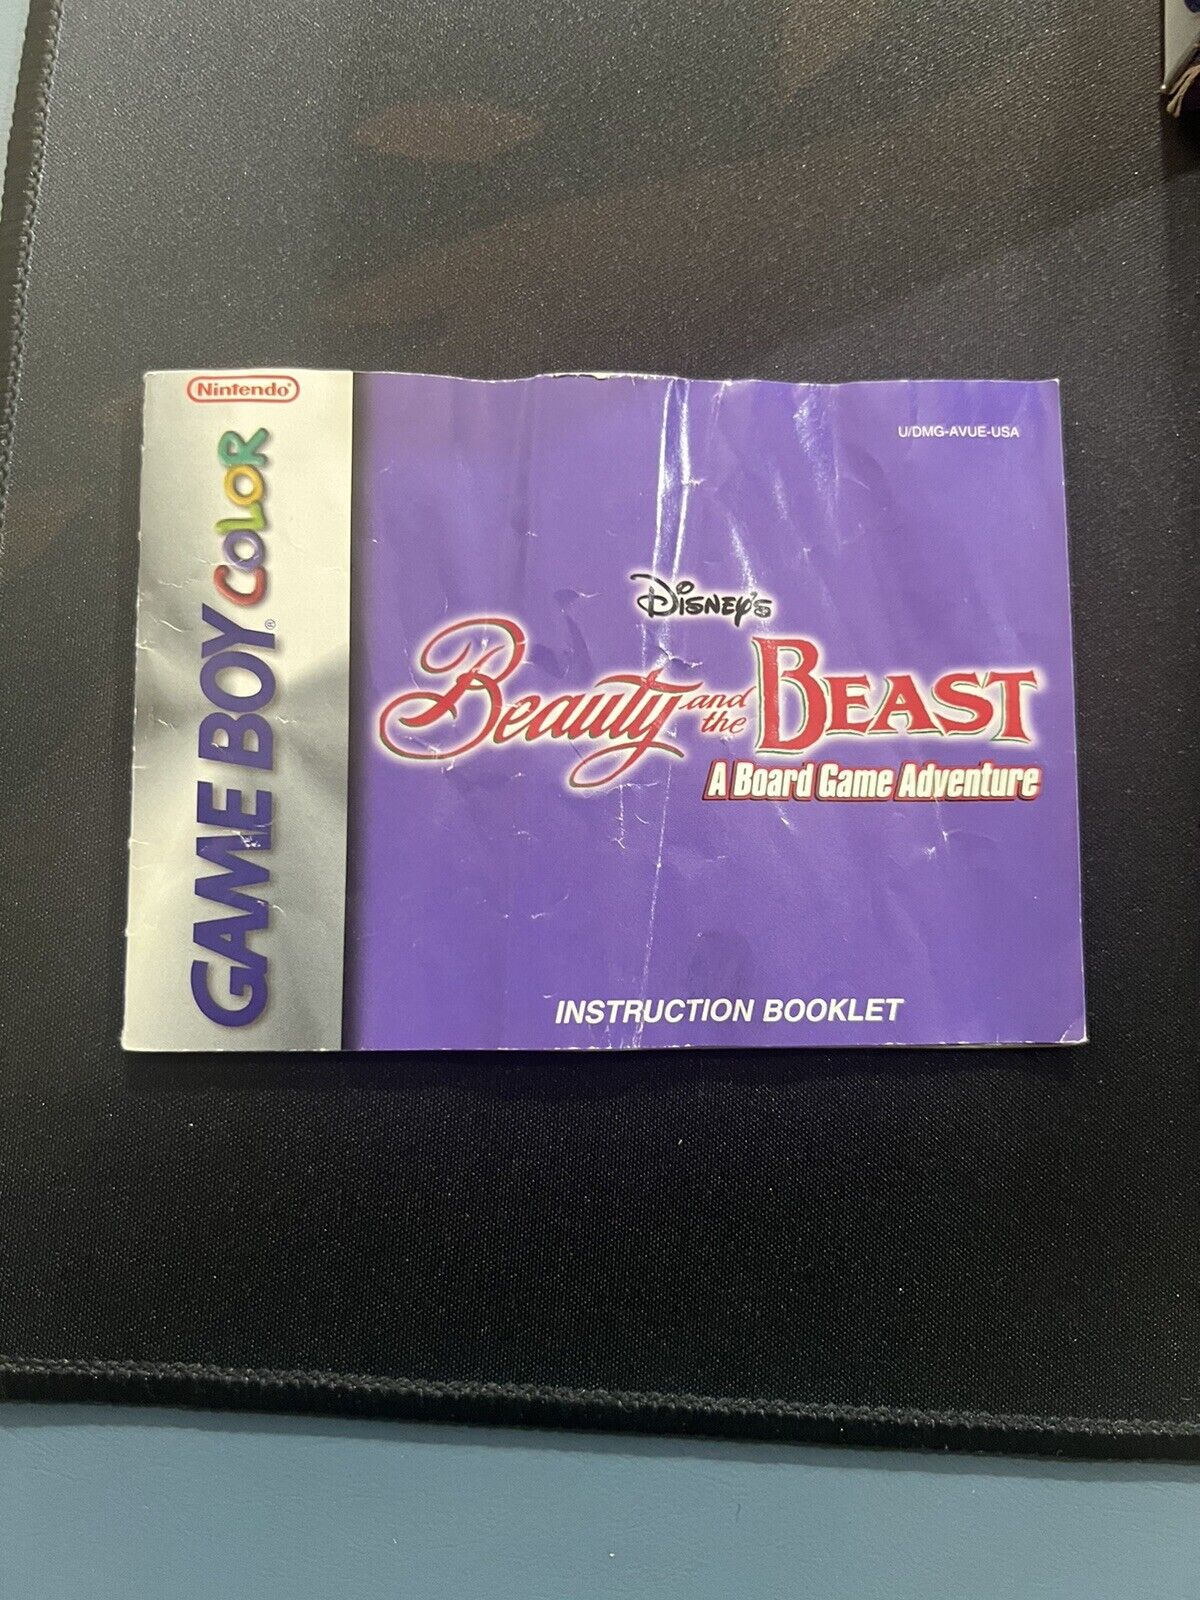 Nintendo®
GAME BOY® COLOR
U/DMG-AVUE-USA
DISNEY'S
Beauty and the BEAST
A Board Game Adventure
INSTRUCTION BOOKLET